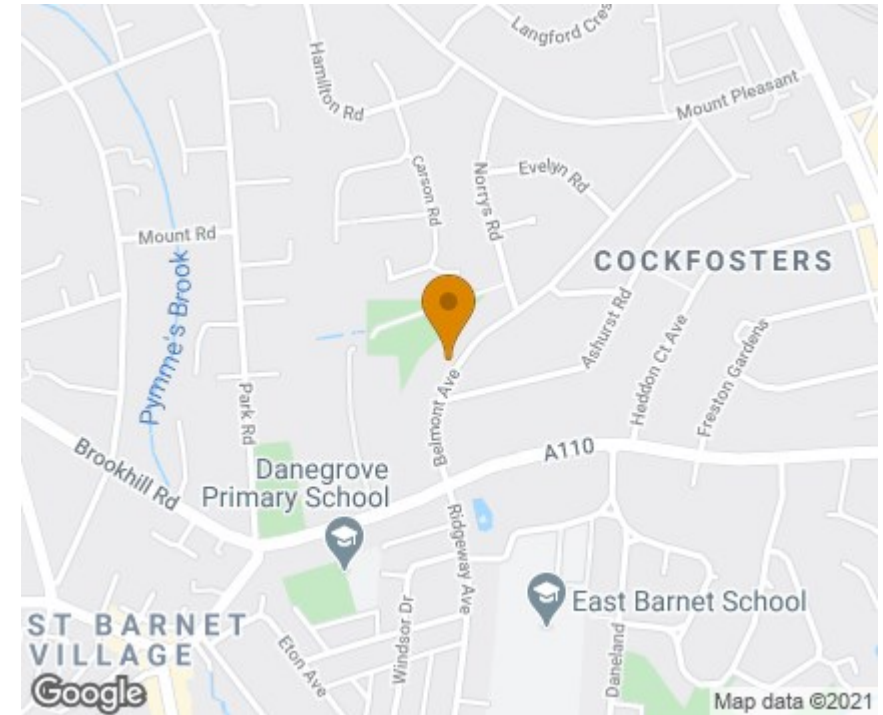 Langford Cres
Hamilton Rd
Mount Pleasant
Carson Rd
Norrys Rd
Evelyn Rd
Mount Rd
Pymme's Brook
COCKFOSTERS
Ashurst Rd
Heddon Ct Ave
Freston Gardens
Park Rd
Belmont Ave
A110
Brookhill Rd
Danegrove
Primary School
Ridgeway Ave
East Barnet School
ST BARNET
VILLAGE
Eton Ave
Windsor Dr
Daneland
Google
Map data ©2021